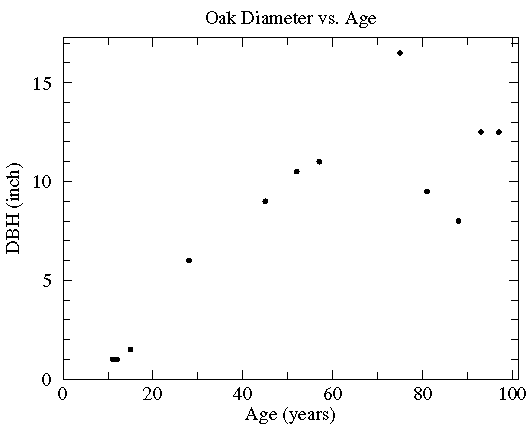 Oak Diameter vs. Age
15
10
5
0
DBH (inch)
0 20 40 60 80 100
Age (years)